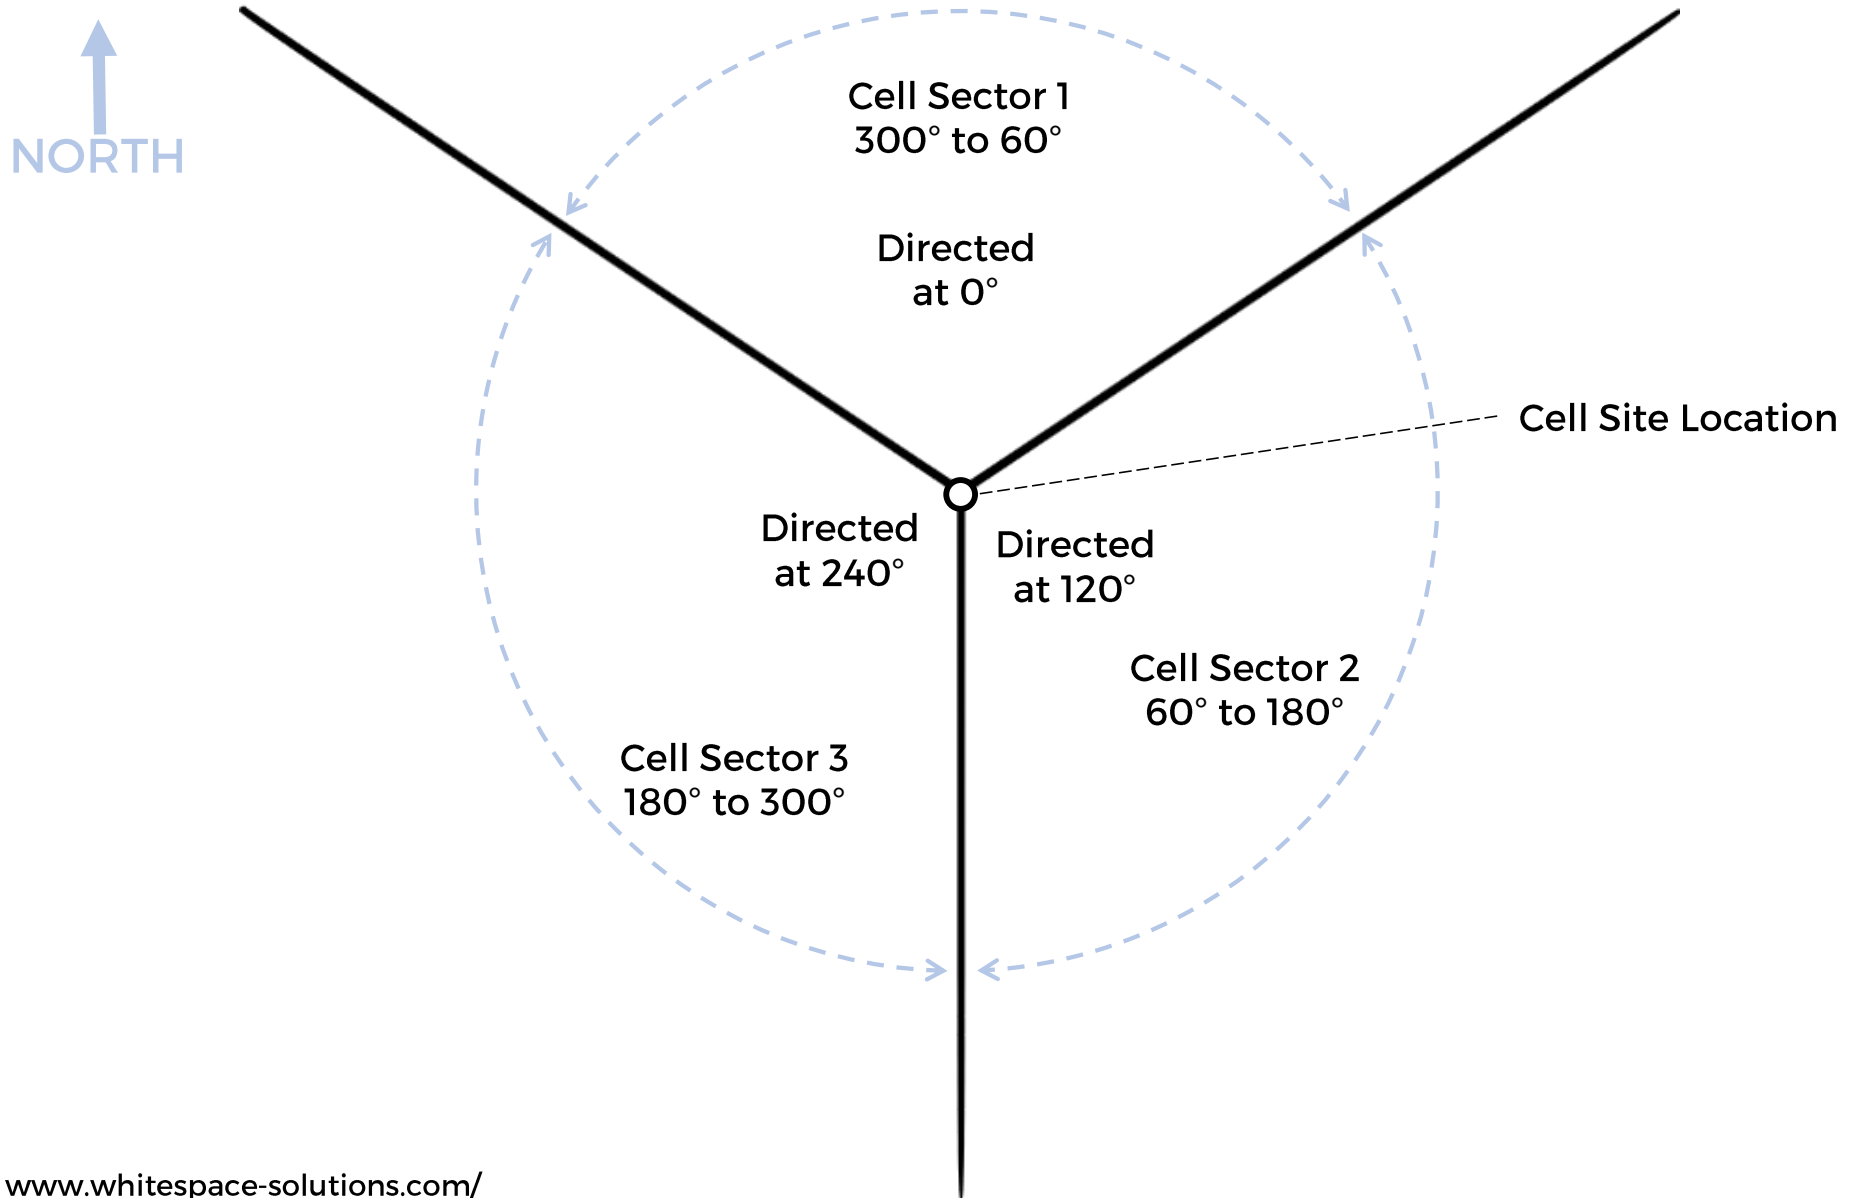 NORTH
Cell Sector 1
300° to 60°
Directed
at 0°
Cell Site Location
Directed
at 240°
Directed
at 120°
Cell Sector 2
60° to 180°
Cell Sector 3
180° to 300°
www.whitespace-solutions.com/